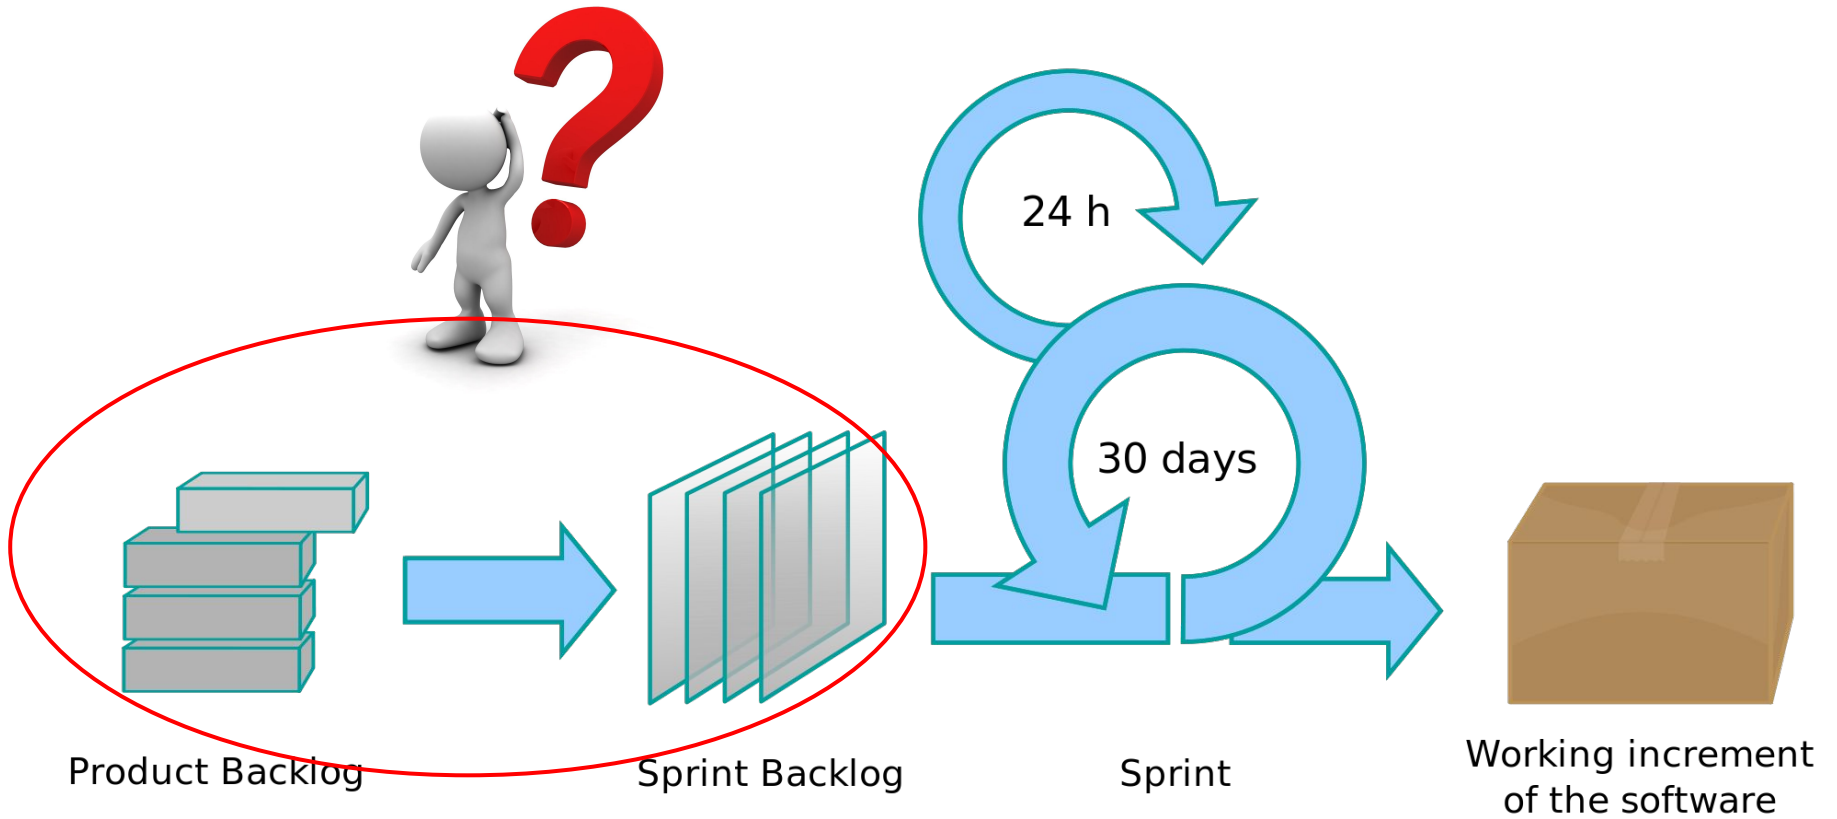 24 h
30 days
Product Backlog
Sprint Backlog
Sprint
Working increment
of the software